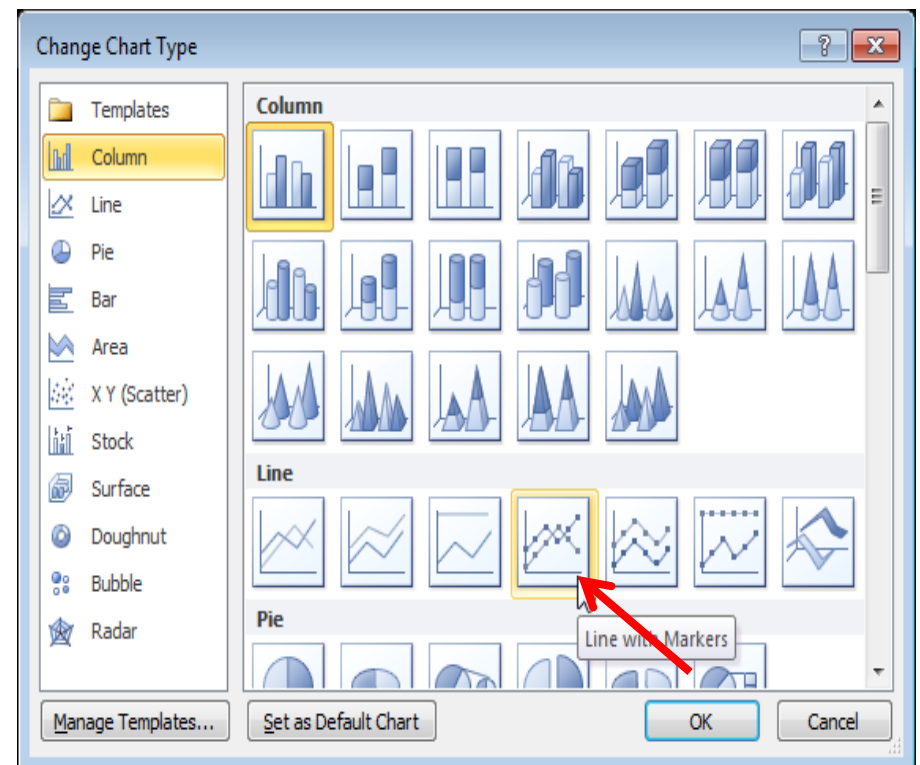 Change Chart Type
Templates
Column
Line
Pie
Bar
Area
X Y (Scatter)
Stock
Surface
Doughnut
Bubble
Radar
Column
Line
Pie
Line with Markers
Manage Templates...
Set as Default Chart
OK
Cancel